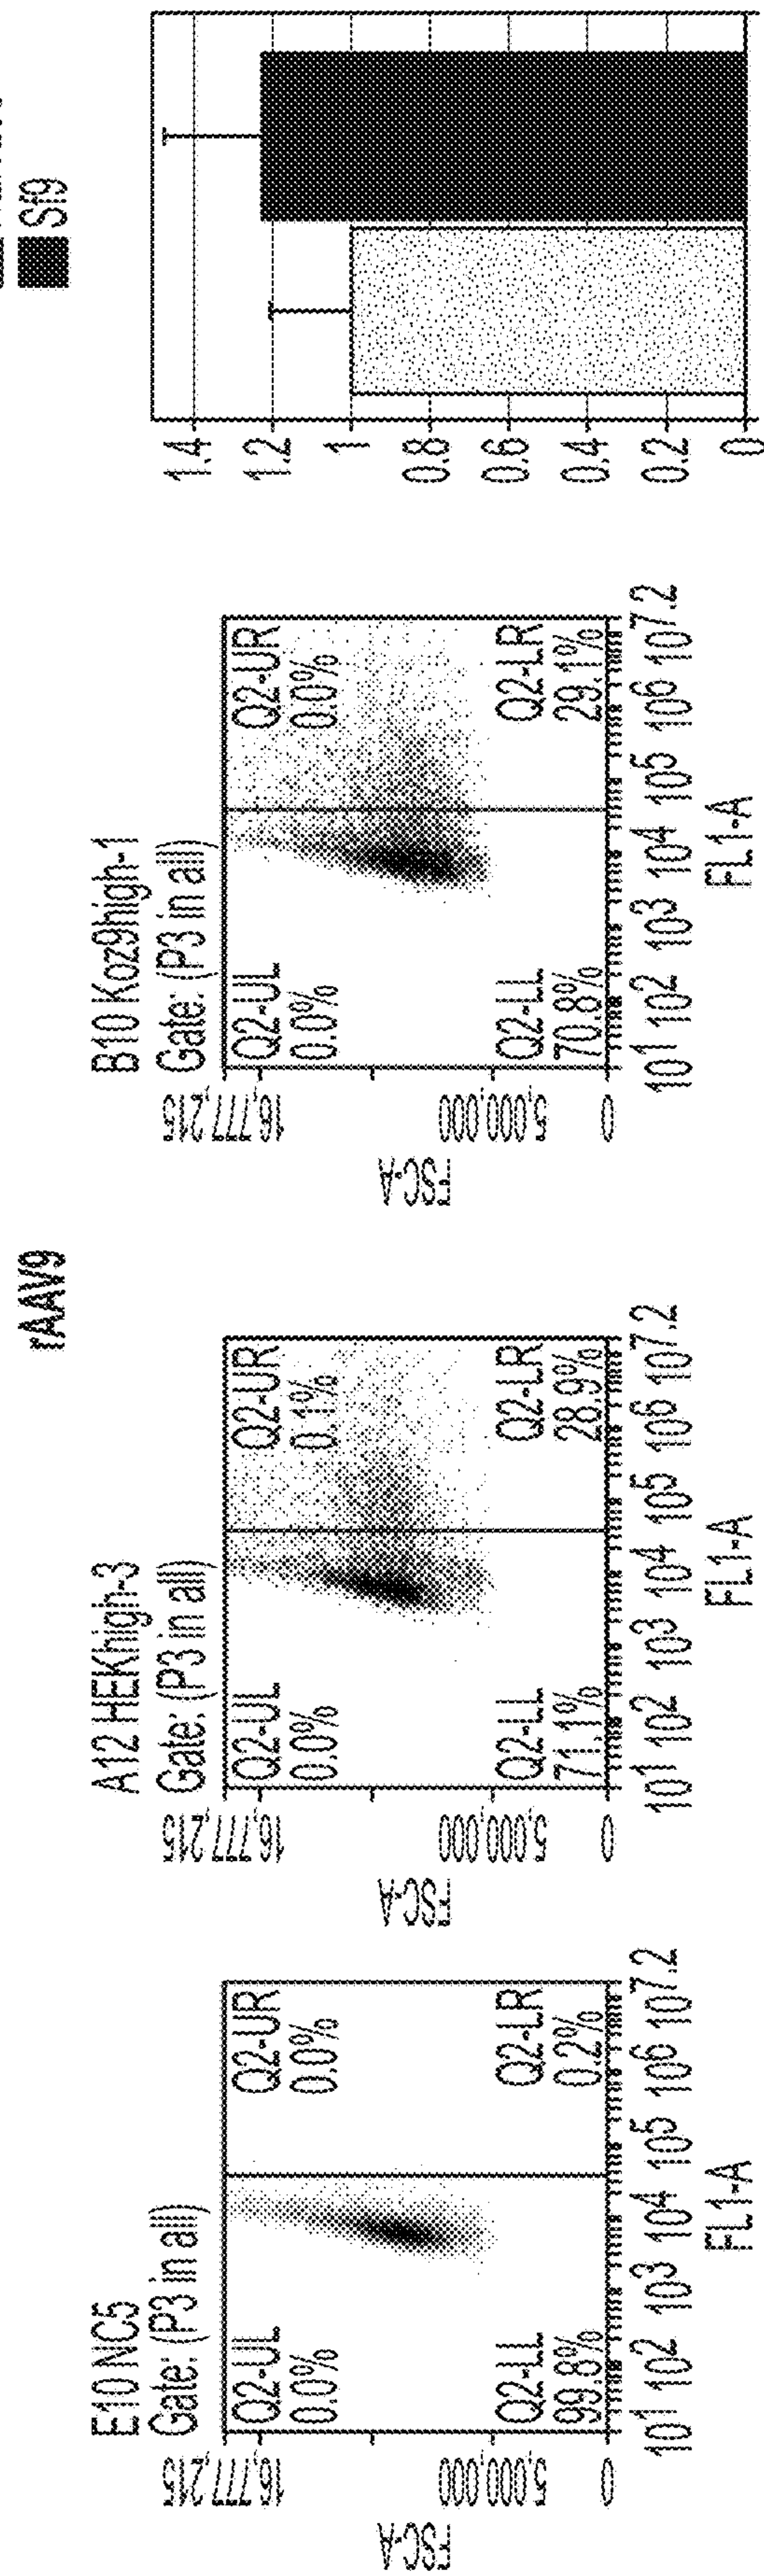 rAAV9
E10 NC5
Gate: (P3 in all)
Q2-UL
0.0%
Q2-UR
0.0%
Q2-LL
99.8%
Q2-LR
0.2%
FSC-A
16,777,215
5,000,000
0
10¹ 10² 10³ 10⁴ 10⁵ 10⁶ 10⁷·²
FL1-A
A12 HEKhigh-3
Gate: (P3 in all)
Q2-UL
0.0%
Q2-UR
0.1%
Q2-LL
71.1%
Q2-LR
28.9%
FSC-A
16,777,215
5,000,000
0
10¹ 10² 10³ 10⁴ 10⁵ 10⁶ 10⁷·²
FL1-A
B10 Koz9high-1
Gate: (P3 in all)
Q2-UL
0.0%
Q2-UR
0.0%
Q2-LL
70.8%
Q2-LR
29.1%
FSC-A
16,777,215
5,000,000
0
10¹ 10² 10³ 10⁴ 10⁵ 10⁶ 10⁷·²
FL1-A
Sf9
1.4
1.2
1
0.8
0.6
0.4
0.2
0